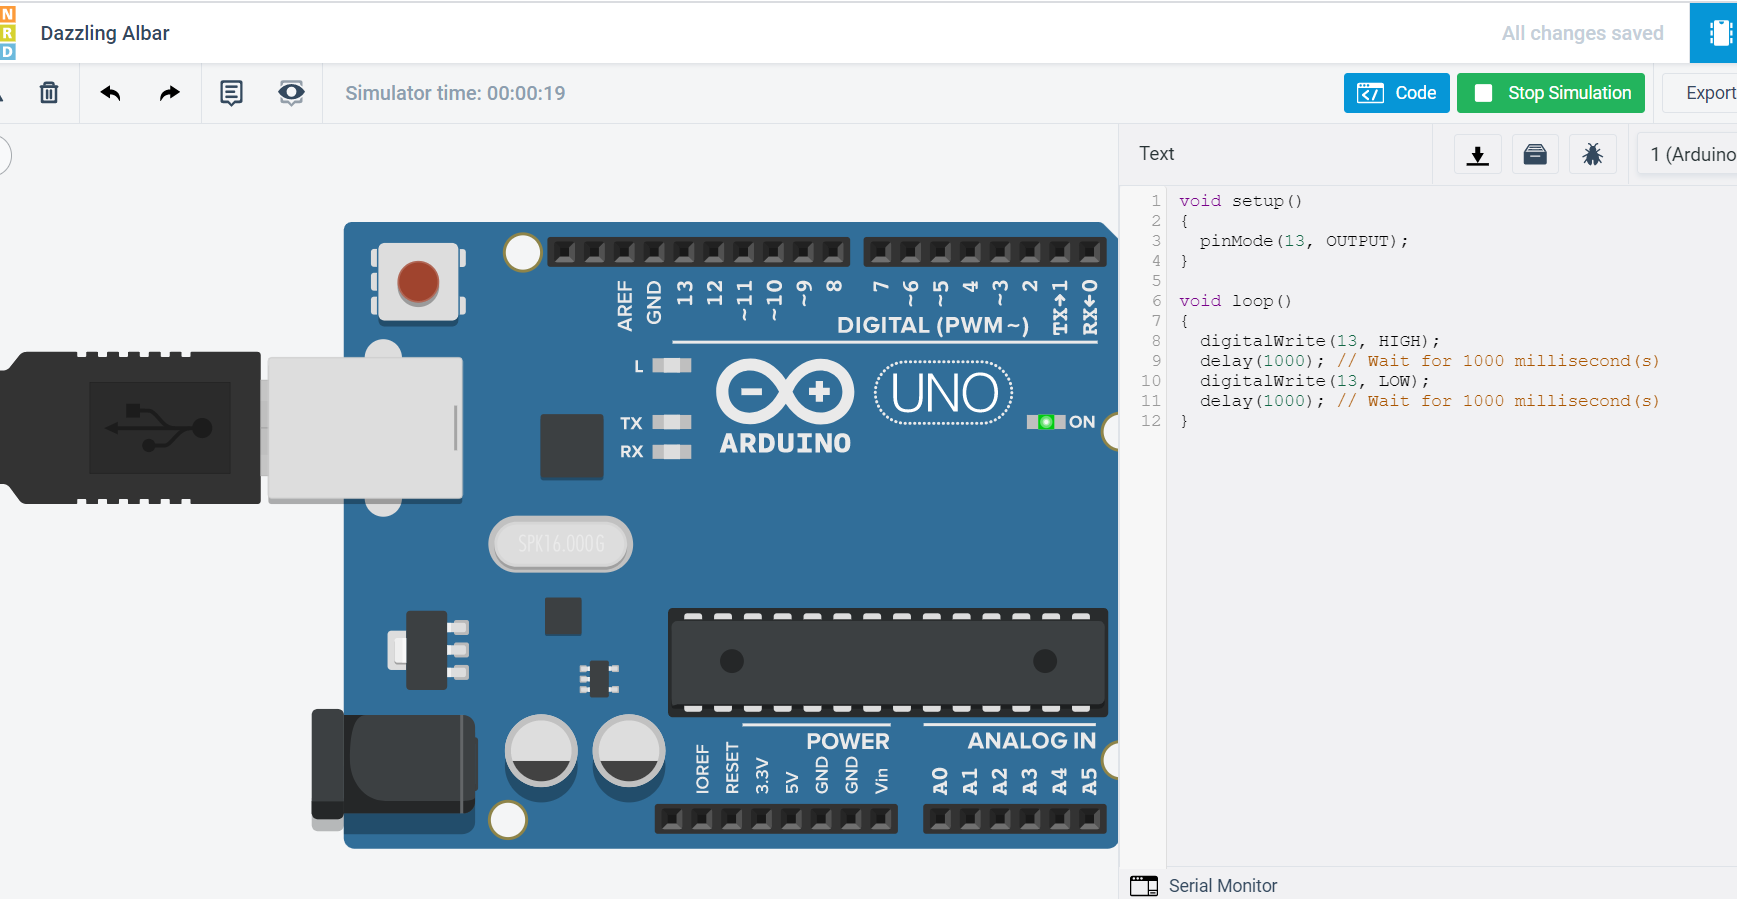 N
R
D
Dazzling Albar
All changes saved
Simulator time: 00:00:19
Code
Stop Simulation
Export
Text
1 (Arduino
1 void setup()
2 {
3 pinMode(13, OUTPUT);
4 }
5
6 void loop()
7 {
8 digitalWrite(13, HIGH);
9 delay(1000); // Wait for 1000 millisecond(s)
10 digitalWrite(13, LOW);
11 delay(1000); // Wait for 1000 millisecond(s)
12 }
AREF GND 13 12 ~11 ~10 ~9 8 7 ~6 ~5 4 ~3 2 TX→1 RX←0
DIGITAL (PWM~)
L
TX
RX
ARDUINO
UNO
ON
SPK16.000G
POWER
ANALOG IN
IOREF RESET 3.3V 5V GND GND Vin A0 A1 A2 A3 A4 A5
Serial Monitor